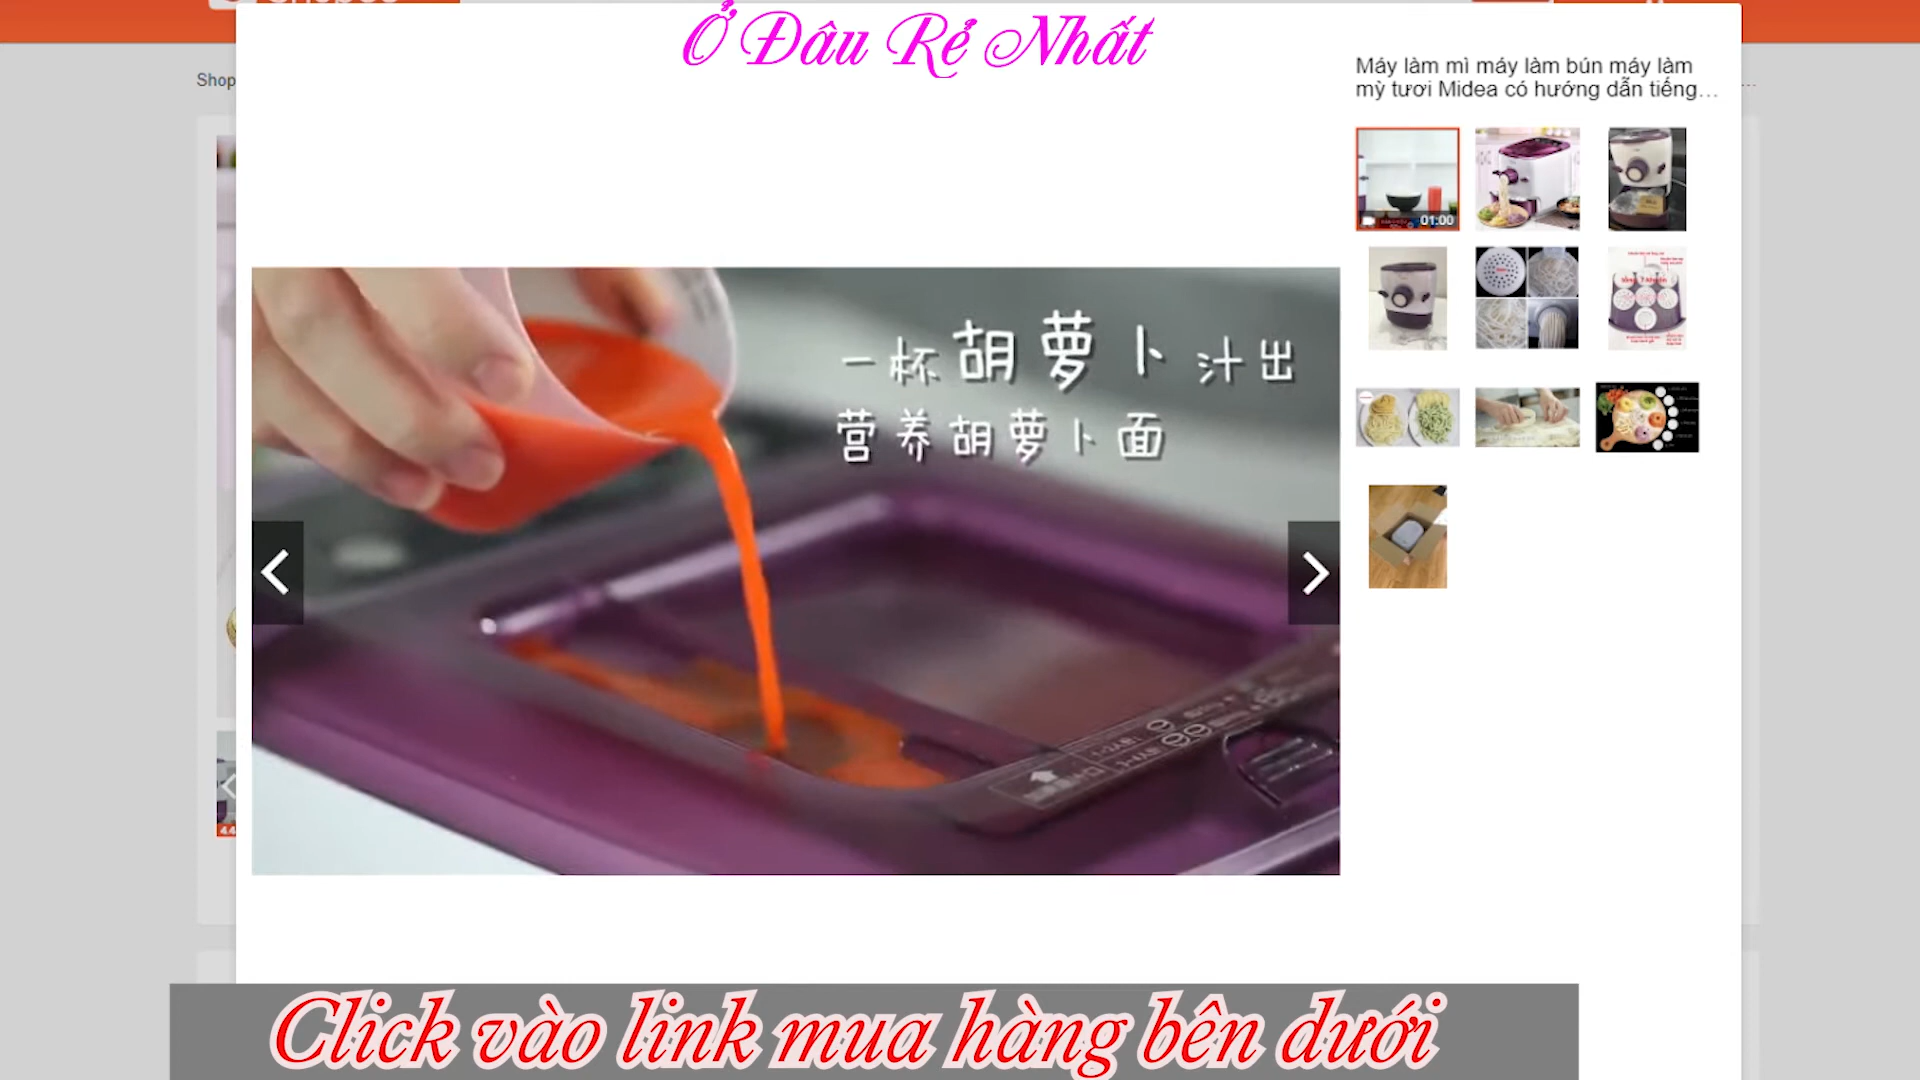 Ở Đâu Rẻ Nhất
Shop
Máy làm mì máy làm bún máy làm
mỳ tươi Midea có hướng dẫn tiếng...
01:00
一杯胡萝卜汁出
营养胡萝卜面
4.4
Click vào link mua hàng bên dưới